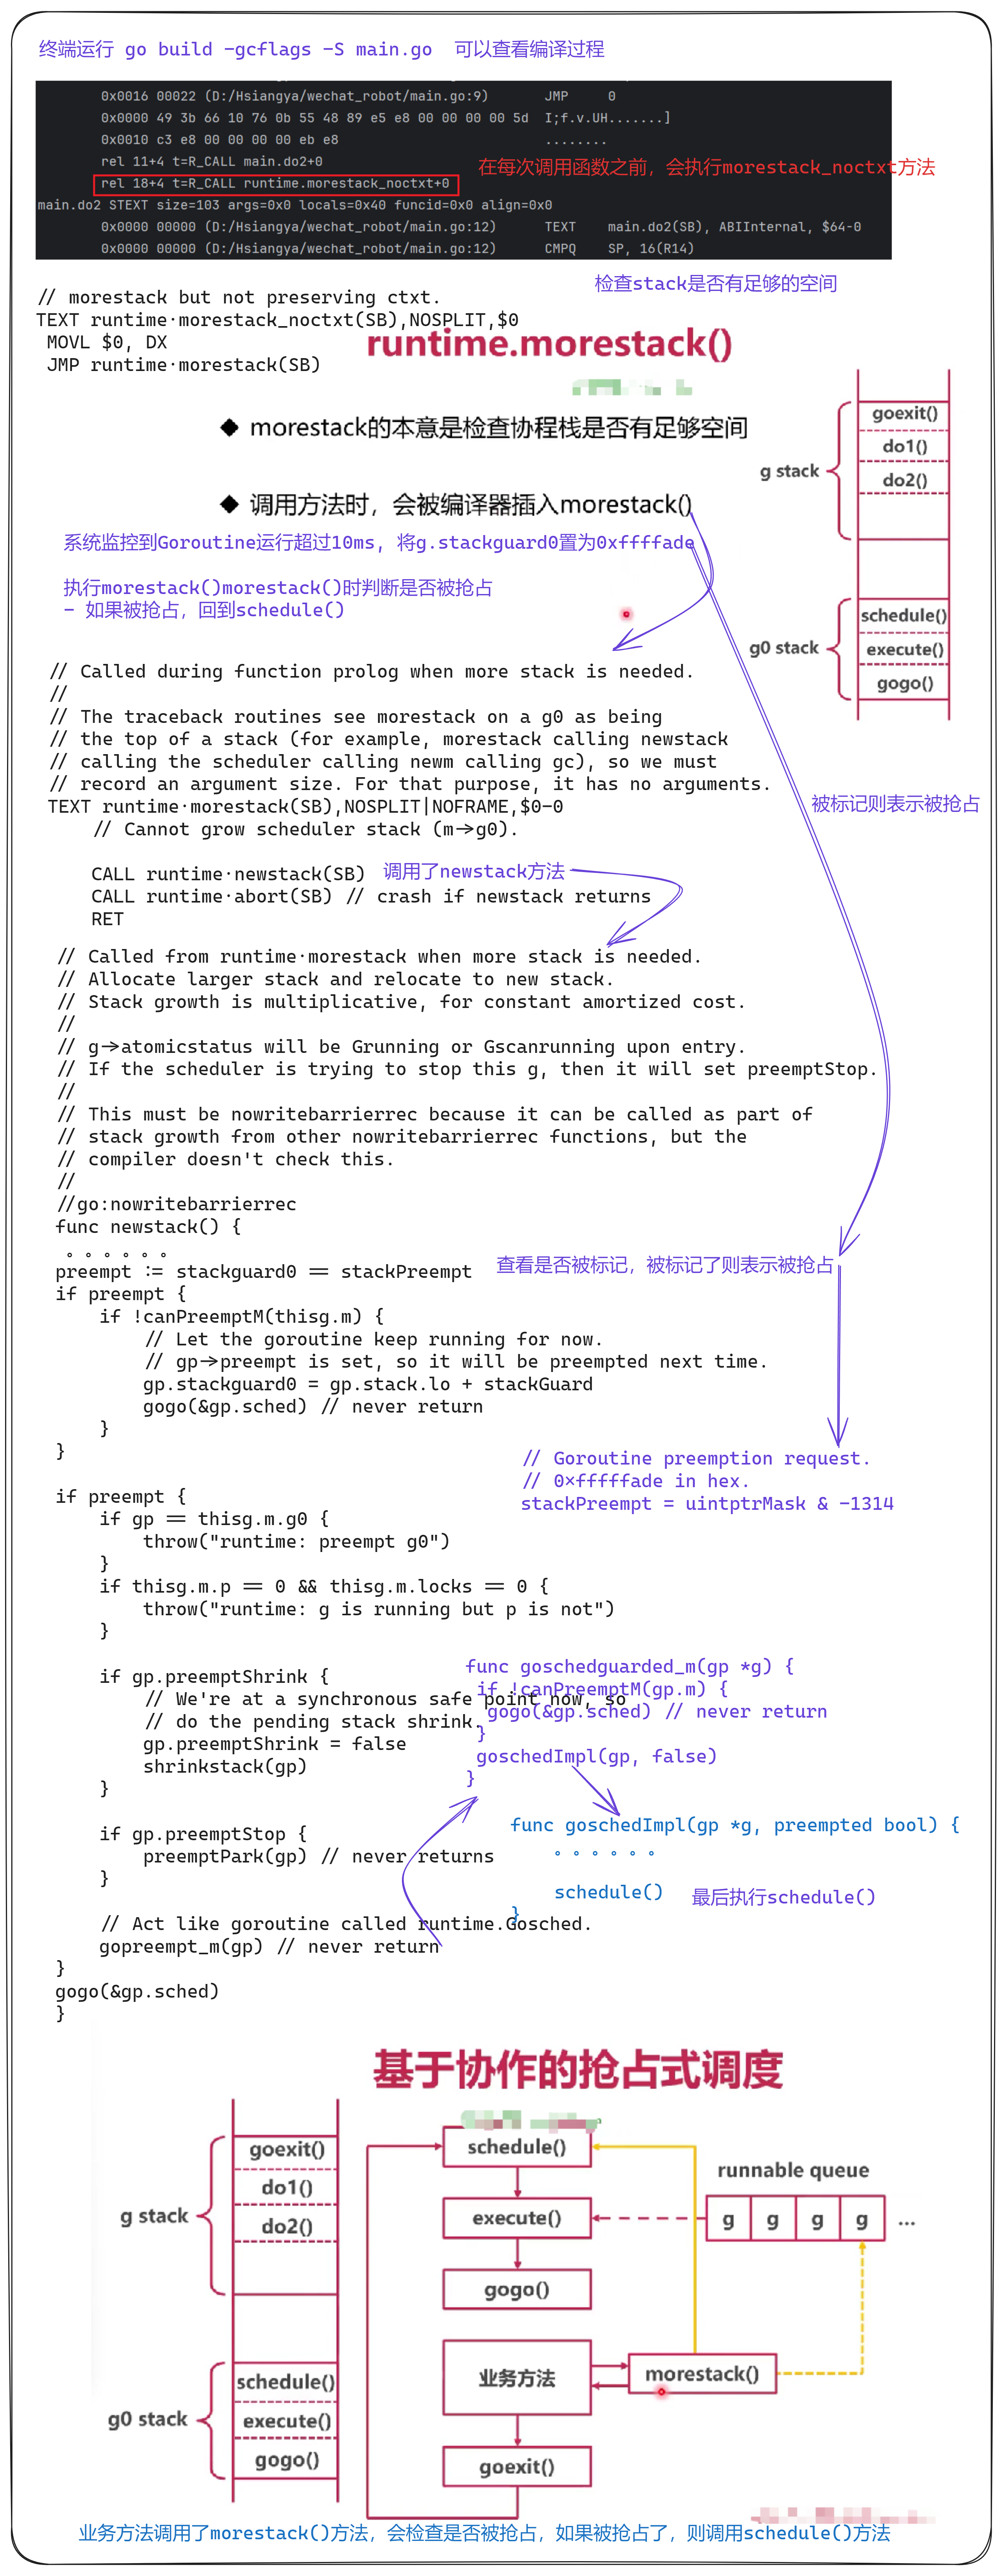 终端运行 go build -gcflags -S main.go  可以查看编译过程
0x0016 00022 (D:/Hsiangya/wechat_robot/main.go:9)	JMP	0
0x0000 49 3b 66 10 76 0b 55 48 89 e5 e8 00 00 00 00 5d  I;f.v.UH.......]
0x0010 c3 e8 00 00 00 00 eb e8	........
rel 11+4 t=R_CALL main.do2+0
在每次调用函数之前，会执行morestack_noctxt方法
rel 18+4 t=R_CALL runtime.morestack_noctxt+0
main.do2 STEXT size=103 args=0x0 locals=0x40 funcid=0x0 align=0x0
0x0000 00000 (D:/Hsiangya/wechat_robot/main.go:12)	TEXT	main.do2(SB), ABIInternal, $64-0
0x0000 00000 (D:/Hsiangya/wechat_robot/main.go:12)	CMPQ	SP, 16(R14)
检查stack是否有足够的空间
// morestack but not preserving ctxt.
TEXT runtime·morestack_noctxt(SB),NOSPLIT,$0
MOVL $0, DX
JMP runtime·morestack(SB)
runtime.morestack()
◆ morestack的本意是检查协程栈是否有足够空间
◆ 调用方法时，会被编译器插入morestack()
g stack
goexit()
do1()
do2()
g0 stack
schedule()
execute()
gogo()
系统监控到Goroutine运行超过10ms，将g.stackguard0置为0xffffade
执行morestack()morestack()时判断是否被抢占
- 如果被抢占，回到schedule()
// Called during function prolog when more stack is needed.
//
// The traceback routines see morestack on a g0 as being
// the top of a stack (for example, morestack calling newstack
// calling the scheduler calling newm calling gc), so we must
// record an argument size. For that purpose, it has no arguments.
TEXT runtime·morestack(SB),NOSPLIT|NOFRAME,$0-0
// Cannot grow scheduler stack (m->g0).
被标记则表示被抢占
CALL runtime·newstack(SB)  调用了newstack方法
CALL runtime·abort(SB) // crash if newstack returns
RET
// Called from runtime·morestack when more stack is needed.
// Allocate larger stack and relocate to new stack.
// Stack growth is multiplicative, for constant amortized cost.
//
// g->atomicstatus will be Grunning or Gscanrunning upon entry.
// If the scheduler is trying to stop this g, then it will set preemptStop.
//
// This must be nowritebarrierrec because it can be called as part of
// stack growth from other nowritebarrierrec functions, but the
// compiler doesn't check this.
//
//go:nowritebarrierrec
func newstack() {
。。。。。。
preempt := stackguard0 == stackPreempt
查看是否被标记，被标记了则表示被抢占
if preempt {
if !canPreemptM(thisg.m) {
// Let the goroutine keep running for now.
// gp->preempt is set, so it will be preempted next time.
gp.stackguard0 = gp.stack.lo + stackGuard
gogo(&gp.sched) // never return
}
}
// Goroutine preemption request.
// 0xfffffade in hex.
stackPreempt = uintptrMask & -1314
if preempt {
if gp == thisg.m.g0 {
throw("runtime: preempt g0")
}
if thisg.m.p == 0 && thisg.m.locks == 0 {
throw("runtime: g is running but p is not")
}
if gp.preemptShrink {
// We're at a synchronous safe point now, so
// do the pending stack shrink.
gp.preemptShrink = false
shrinkstack(gp)
}
func goschedguarded_m(gp *g) {
if !canPreemptM(gp.m) {
gogo(&gp.sched) // never return
}
goschedImpl(gp, false)
}
if gp.preemptStop {
preemptPark(gp) // never returns
}
func goschedImpl(gp *g, preempted bool) {
。。。。。。
schedule()
}
最后执行schedule()
// Act like goroutine called runtime.Gosched.
gopreempt_m(gp) // never return
}
gogo(&gp.sched)
}
基于协作的抢占式调度
g stack
goexit()
do1()
do2()
g0 stack
schedule()
execute()
gogo()
schedule()
execute()
gogo()
业务方法
goexit()
morestack()
runnable queue
g g g g ...
业务方法调用了morestack()方法，会检查是否被抢占，如果被抢占了，则调用schedule()方法